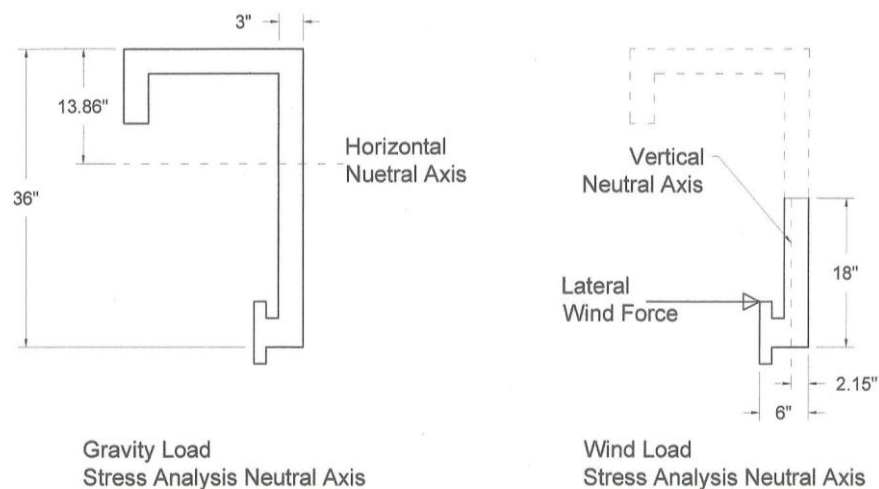 3"
13.86"
Horizontal
Nuetral Axis
36"
Gravity Load
Stress Analysis Neutral Axis
Vertical
Neutral Axis
Lateral
Wind Force
18"
2.15"
6"
Wind Load
Stress Analysis Neutral Axis